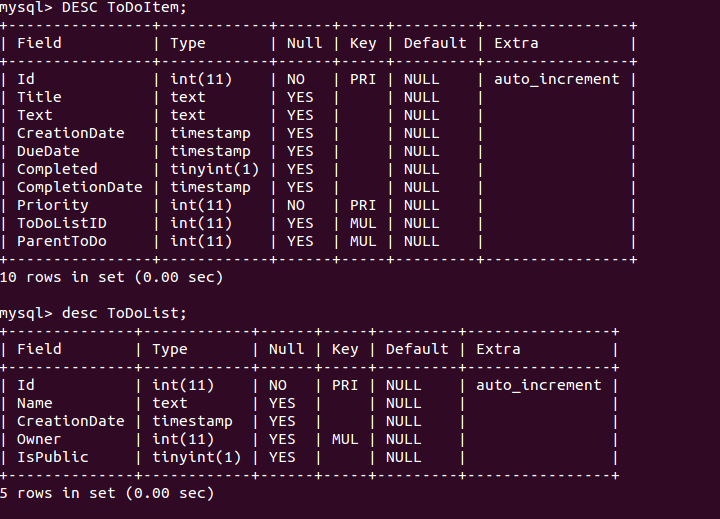 mysql> DESC ToDoItem;
+----------------+------------+------+-----+---------+----------------+
| Field          | Type       | Null | Key | Default | Extra          |
+----------------+------------+------+-----+---------+----------------+
| Id             | int(11)    | NO   | PRI | NULL    | auto_increment |
| Title          | text       | YES  |     | NULL    |                |
| Text           | text       | YES  |     | NULL    |                |
| CreationDate   | timestamp  | YES  |     | NULL    |                |
| DueDate        | timestamp  | YES  |     | NULL    |                |
| Completed      | tinyint(1) | YES  |     | NULL    |                |
| CompletionDate | timestamp  | YES  |     | NULL    |                |
| Priority       | int(11)    | NO   | PRI | NULL    |                |
| ToDoListID     | int(11)    | YES  | MUL | NULL    |                |
| ParentToDo     | int(11)    | YES  | MUL | NULL    |                |
+----------------+------------+------+-----+---------+----------------+
10 rows in set (0.00 sec)

mysql> desc ToDoList;
+--------------+------------+------+-----+---------+----------------+
| Field        | Type       | Null | Key | Default | Extra          |
+--------------+------------+------+-----+---------+----------------+
| Id           | int(11)    | NO   | PRI | NULL    | auto_increment |
| Name         | text       | YES  |     | NULL    |                |
| CreationDate | timestamp  | YES  |     | NULL    |                |
| Owner        | int(11)    | YES  | MUL | NULL    |                |
| IsPublic     | tinyint(1) | YES  |     | NULL    |                |
+--------------+------------+------+-----+---------+----------------+
5 rows in set (0.00 sec)